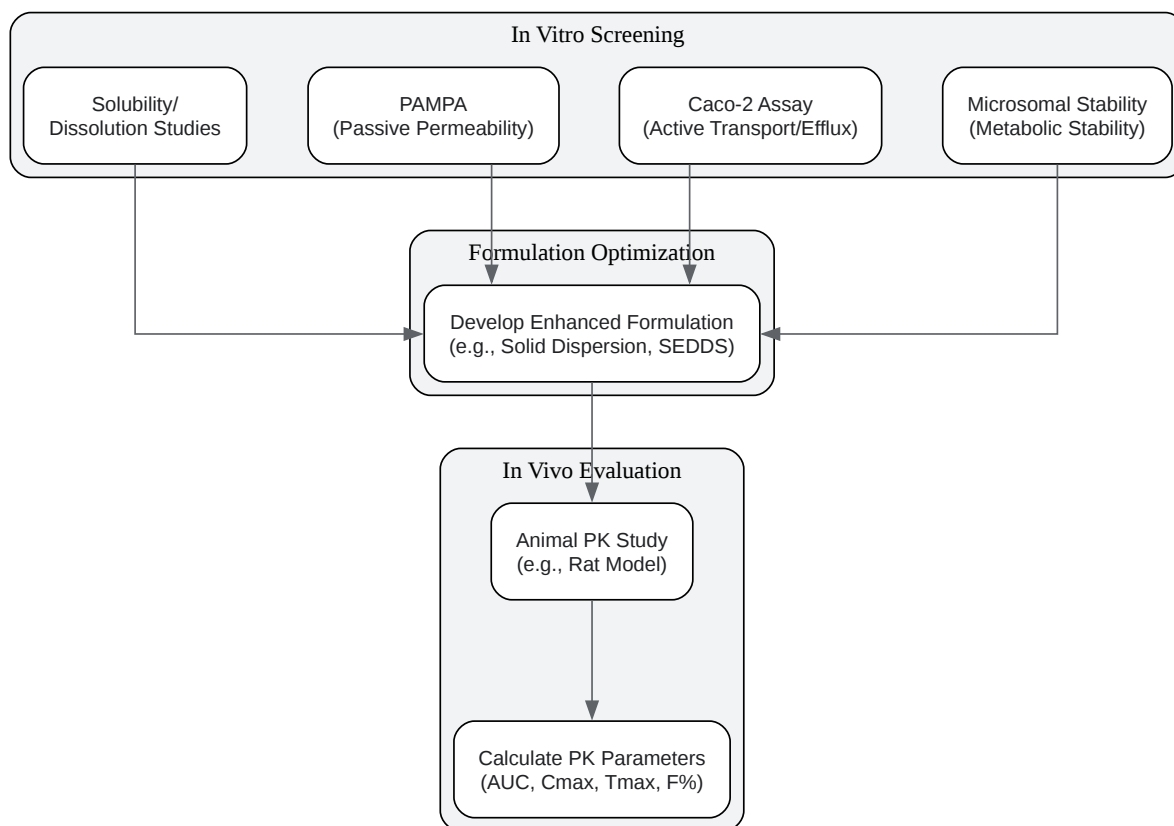 In Vitro Screening
Solubility/
Dissolution Studies
PAMPA
(Passive Permeability)
Caco-2 Assay
(Active Transport/Efflux)
Microsomal Stability
(Metabolic Stability)
Formulation Optimization
Develop Enhanced Formulation
(e.g., Solid Dispersion, SEDDS)
In Vivo Evaluation
Animal PK Study
(e.g., Rat Model)
Calculate PK Parameters
(AUC, Cmax, Tmax, F%)